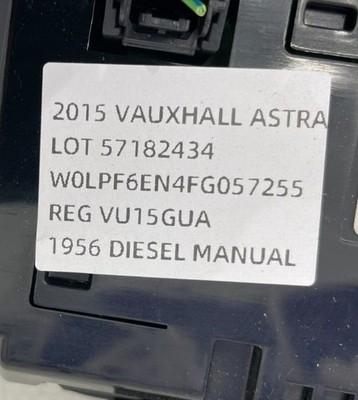 2015 VAUXHALL ASTRA
LOT 57182434
W0LPF6EN4FG057255
REG VU15GUA
1956 DIESEL MANUAL